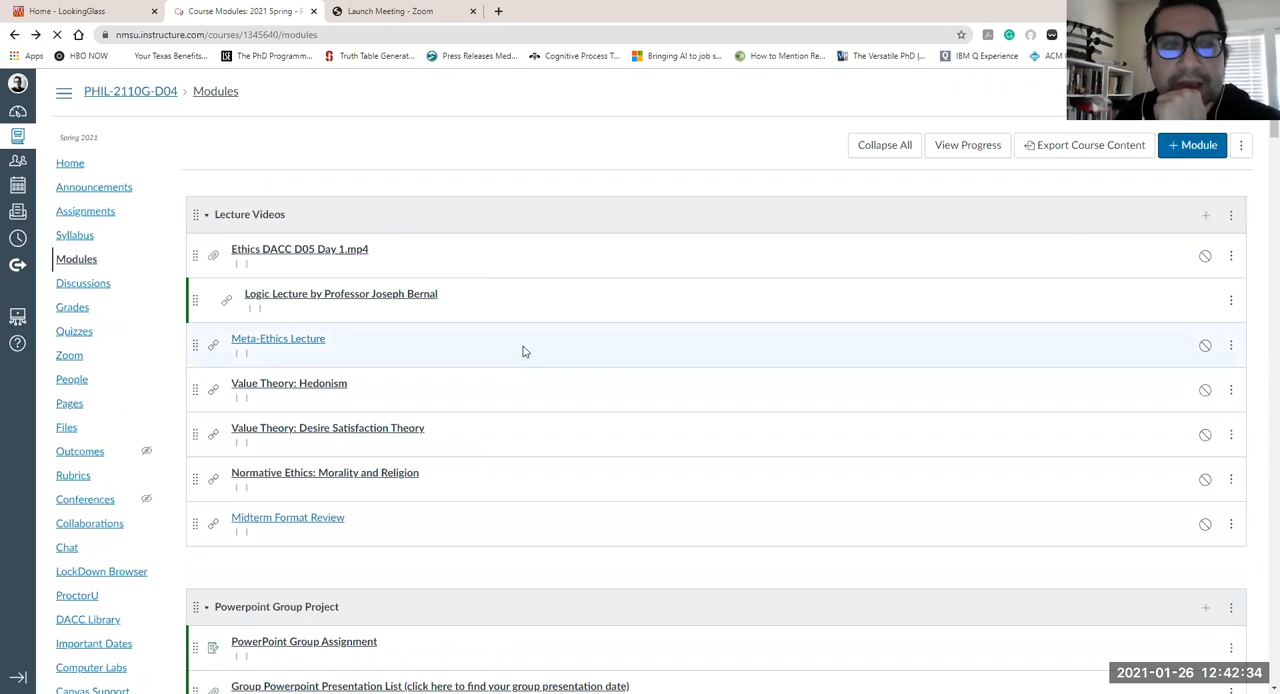 Home - LookingGlass
Course Modules: 2021 Spring - P
Launch Meeting - Zoom
nmsu.instructure.com/courses/1345640/modules
Apps
HBO NOW
Your Texas Benefits...
The PhD Programm...
Truth Table Generat...
Press Releases Med...
Cognitive Process T...
Bringing AI to job s...
How to Mention
The Versatile PhD |...
IBM Q Experience
ACM
PHIL-2110G-D04 > Modules
Spring 2021
Home
Announcements
Assignments
Syllabus
Modules
Discussions
Grades
Quizzes
Zoom
People
Pages
Files
Outcomes
Rubrics
Conferences
Collaborations
Chat
LockDown Browser
ProctorU
DACC Library
Important Dates
Computer Labs
Canvas Support
Collapse All
View Progress
Export Course Content
+ Module
Lecture Videos
Ethics DACC D05 Day 1.mp4
Logic Lecture by Professor Joseph Bernal
Meta-Ethics Lecture
Value Theory: Hedonism
Value Theory: Desire Satisfaction Theory
Normative Ethics: Morality and Religion
Midterm Format Review
Powerpoint Group Project
PowerPoint Group Assignment
Group Powerpoint Presentation List (click here to find your group presentation date)
2021-01-26 12:42:34